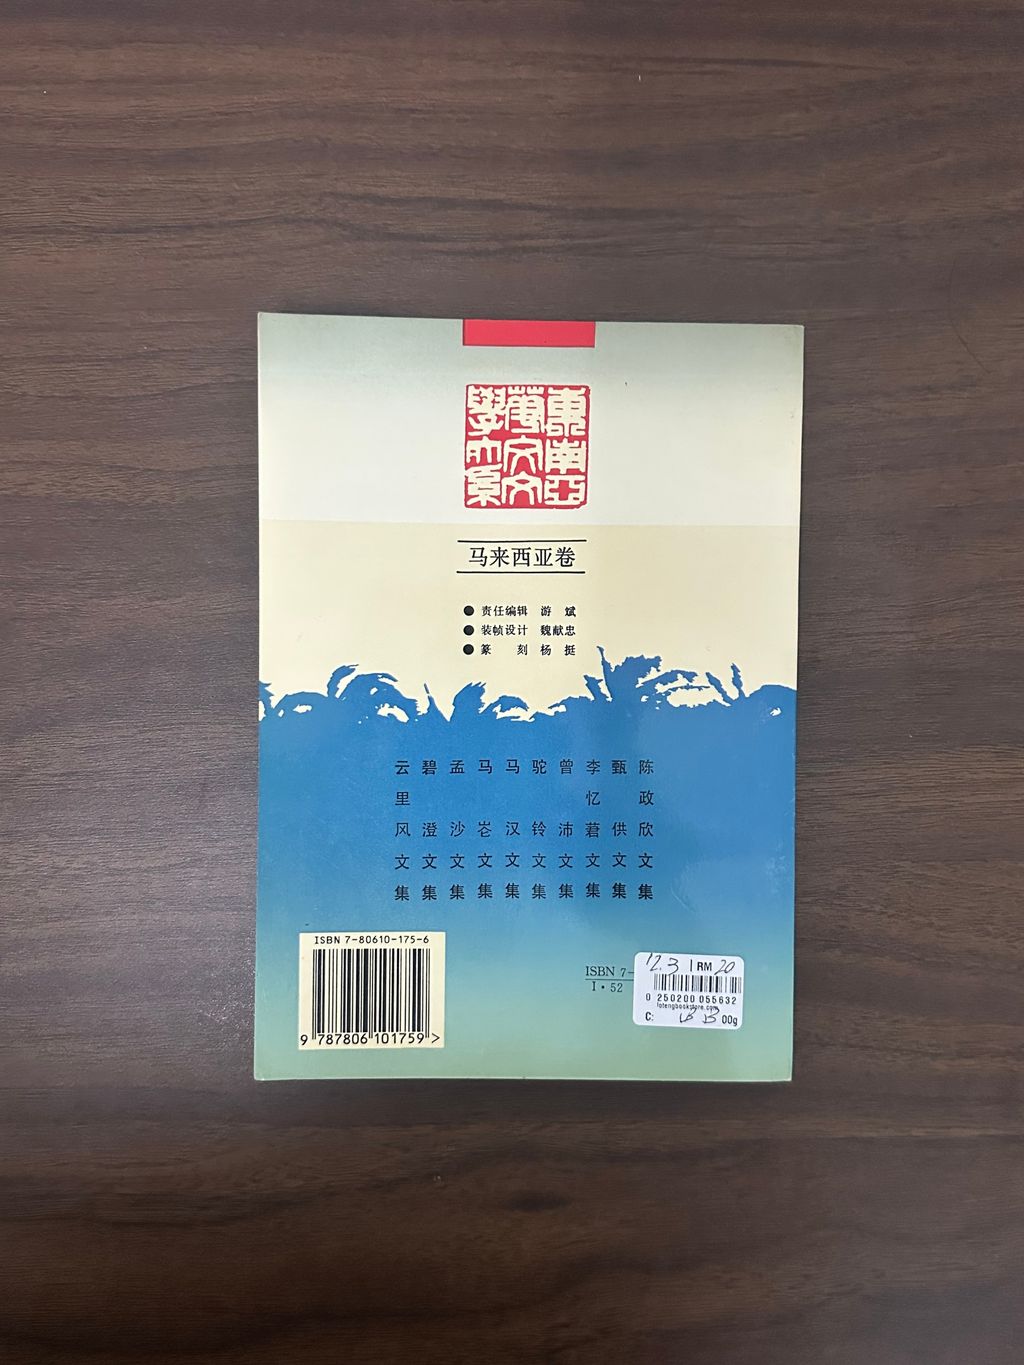 東南亞
華文文
學大系
马来西亚卷
● 责任编辑 游 斌
● 装帧设计 魏献忠
● 篆 刻 杨 挺
陈政欣文集
甄供文集
李忆莙文集
曾沛文集
驼铃文集
马汉文集
马崙文集
孟沙文集
碧澄文集
云里风文集
ISBN 7-80610-175-6
9 787806 101759 >
ISBN 7-
I·52
12.3 RM 20
0 250200 055632
lotengbookstore.com
C: 00g